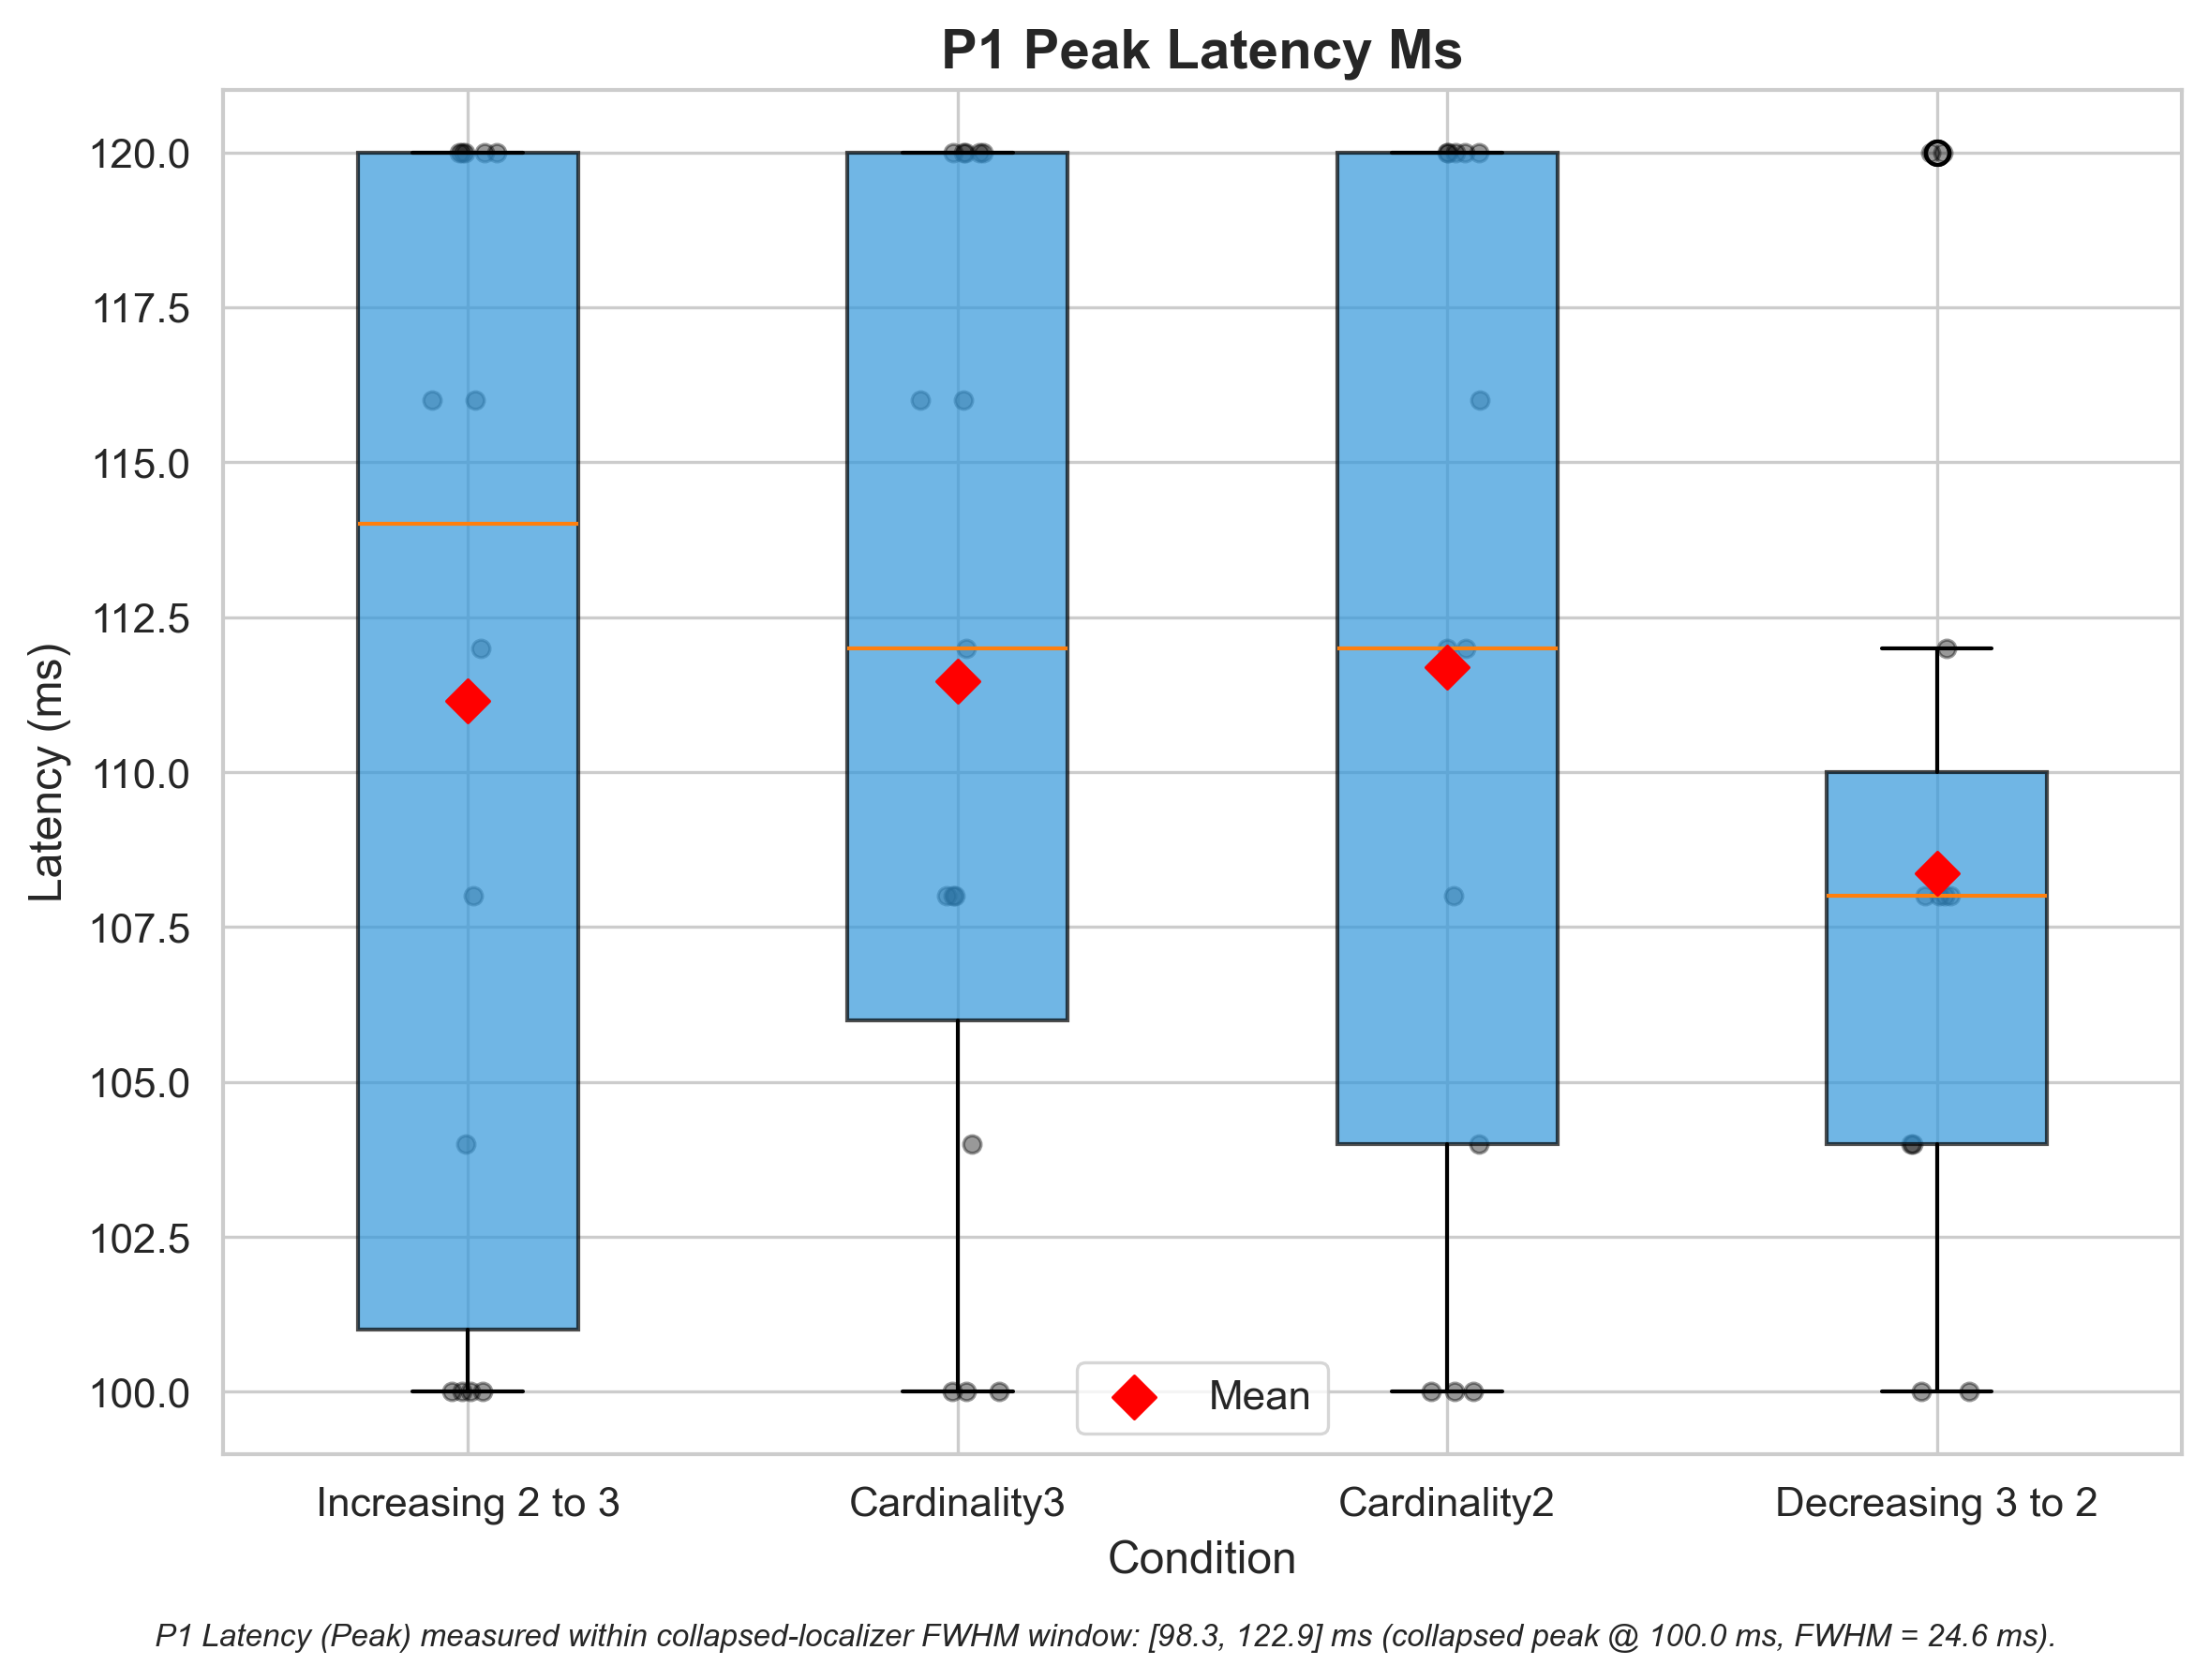 P1 Peak Latency Ms
120.0
117.5
115.0
112.5
110.0
107.5
105.0
102.5
100.0
Latency (ms)
Mean
Increasing 2 to 3
Cardinality3
Cardinality2
Decreasing 3 to 2
Condition
P1 Latency (Peak) measured within collapsed-localizer FWHM window: [98.3, 122.9] ms (collapsed peak @ 100.0 ms, FWHM = 24.6 ms).